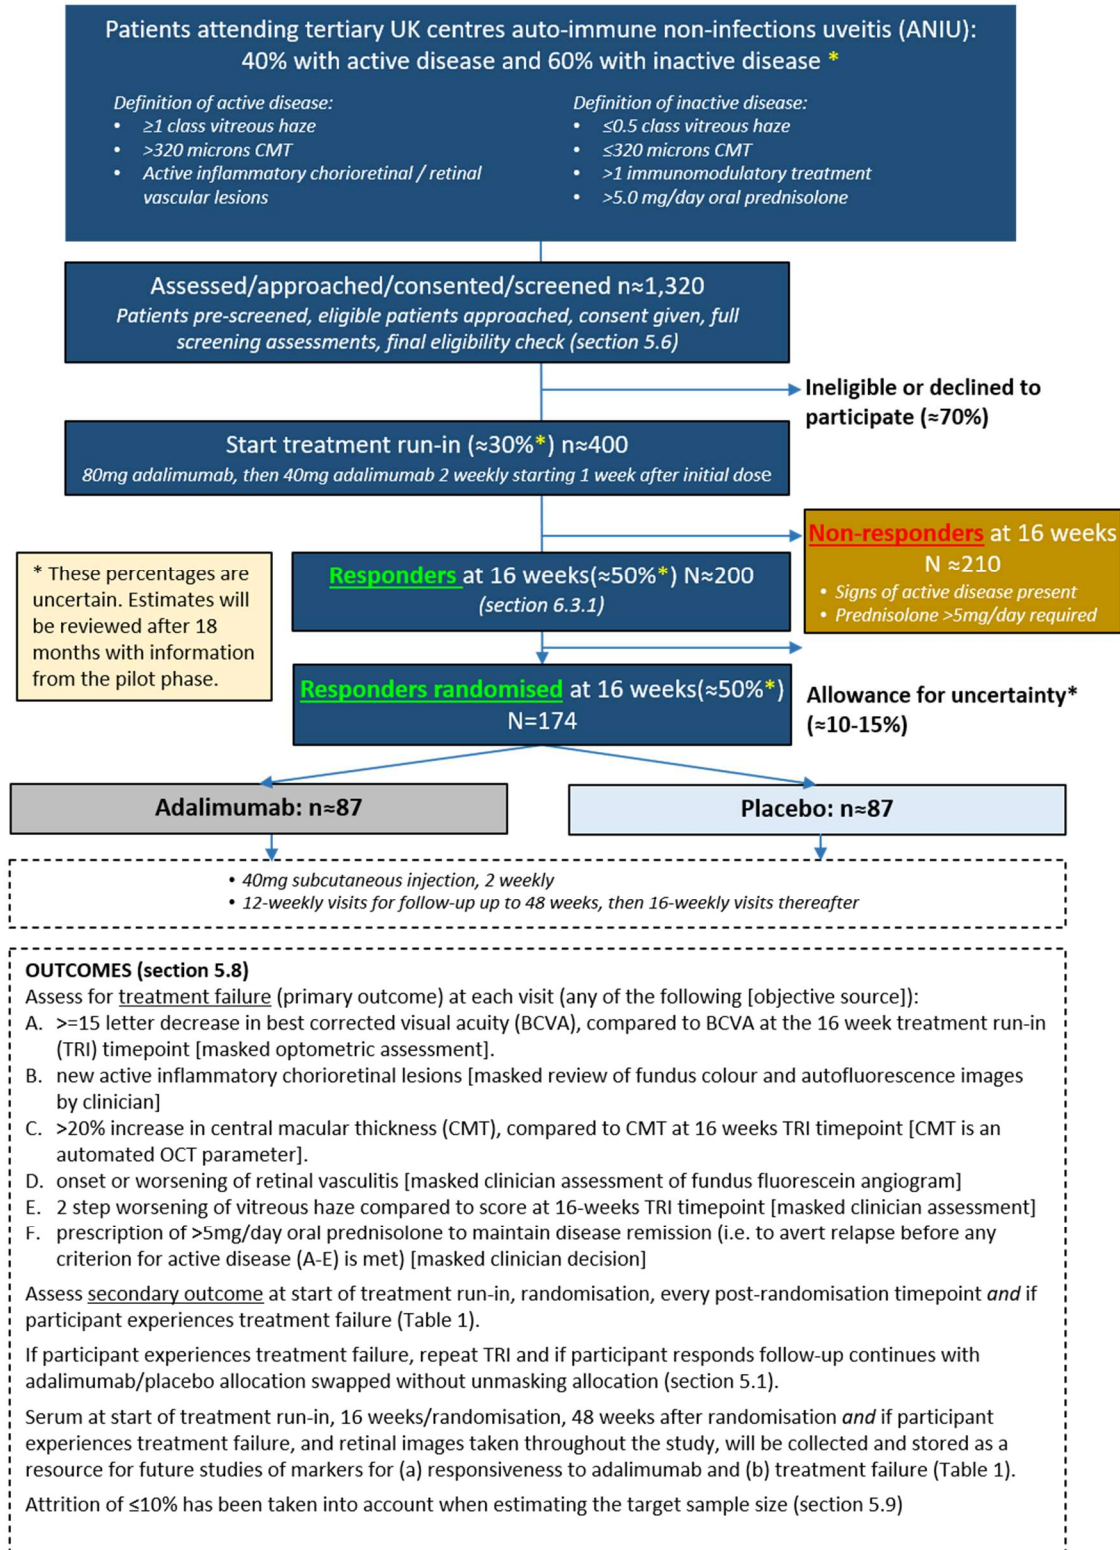 Patients attending tertiary UK centres auto-immune non-infections uveitis (ANIU):
40% with active disease and 60% with inactive disease *
Definition of active disease:
• ≥1 class vitreous haze
• >320 microns CMT
• Active inflammatory chorioretinal / retinal
vascular lesions
Definition of inactive disease:
• ≤0.5 class vitreous haze
• ≤320 microns CMT
• >1 immunomodulatory treatment
• >5.0 mg/day oral prednisolone
Assessed/approached/consented/screened n≈1,320
Patients pre-screened, eligible patients approached, consent given, full
screening assessments, final eligibility check (section 5.6)
Ineligible or declined to
participate (≈70%)
Start treatment run-in (≈30%*) n≈400
80mg adalimumab, then 40mg adalimumab 2 weekly starting 1 week after initial dose
Non-responders at 16 weeks
N ≈210
• Signs of active disease present
• Prednisolone >5mg/day required
* These percentages are
uncertain. Estimates will
be reviewed after 18
months with information
from the pilot phase.
Responders at 16 weeks(≈50%*) N≈200
(section 6.3.1)
Responders randomised at 16 weeks(≈50%*)
N=174
Allowance for uncertainty*
(≈10-15%)
Adalimumab: n≈87
Placebo: n≈87
• 40mg subcutaneous injection, 2 weekly
• 12-weekly visits for follow-up up to 48 weeks, then 16-weekly visits thereafter
OUTCOMES (section 5.8)
Assess for treatment failure (primary outcome) at each visit (any of the following [objective source]):
A. >=15 letter decrease in best corrected visual acuity (BCVA), compared to BCVA at the 16 week treatment run-in
(TRI) timepoint [masked optometric assessment].
B. new active inflammatory chorioretinal lesions [masked review of fundus colour and autofluorescence images
by clinician]
C. >20% increase in central macular thickness (CMT), compared to CMT at 16 weeks TRI timepoint [CMT is an
automated OCT parameter].
D. onset or worsening of retinal vasculitis [masked clinician assessment of fundus fluorescein angiogram]
E. 2 step worsening of vitreous haze compared to score at 16-weeks TRI timepoint [masked clinician assessment]
F. prescription of >5mg/day oral prednisolone to maintain disease remission (i.e. to avert relapse before any
criterion for active disease (A-E) is met) [masked clinician decision]
Assess secondary outcome at start of treatment run-in, randomisation, every post-randomisation timepoint and if
participant experiences treatment failure (Table 1).
If participant experiences treatment failure, repeat TRI and if participant responds follow-up continues with
adalimumab/placebo allocation swapped without unmasking allocation (section 5.1).
Serum at start of treatment run-in, 16 weeks/randomisation, 48 weeks after randomisation and if participant
experiences treatment failure, and retinal images taken throughout the study, will be collected and stored as a
resource for future studies of markers for (a) responsiveness to adalimumab and (b) treatment failure (Table 1).
Attrition of ≤10% has been taken into account when estimating the target sample size (section 5.9)